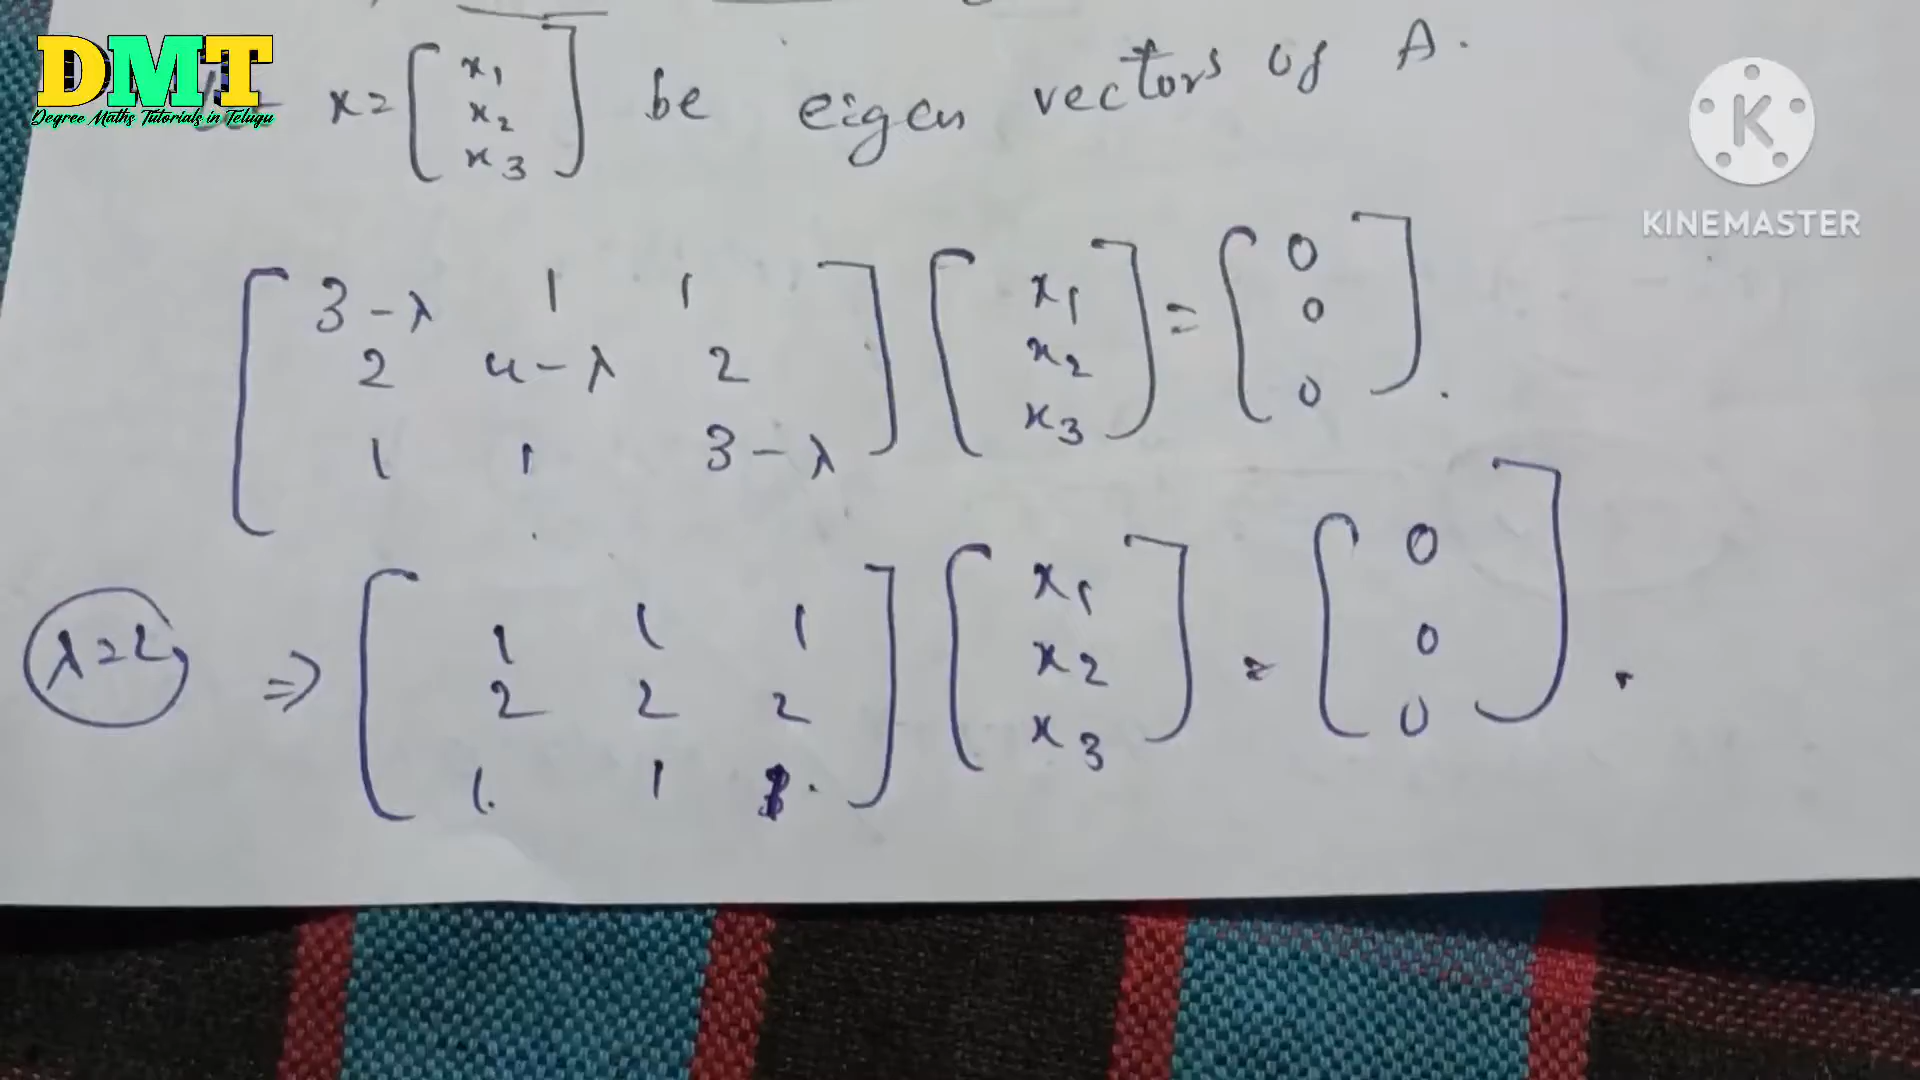 DMT
Degree Maths Tutorials in Telugu
x = [ x1 x2 x3 ] be eigen vectors of A.
K
KINEMASTER
[ 3-λ 1 1
2 4-λ 2
1 1 3-λ ] [ x1 x2 x3 ] = [ 0 0 0 ].
λ=2 ⇒ [ 1 1 1
2 2 2
1. 1 1. ] [ x1 x2 x3 ] = [ 0 0 0 ].